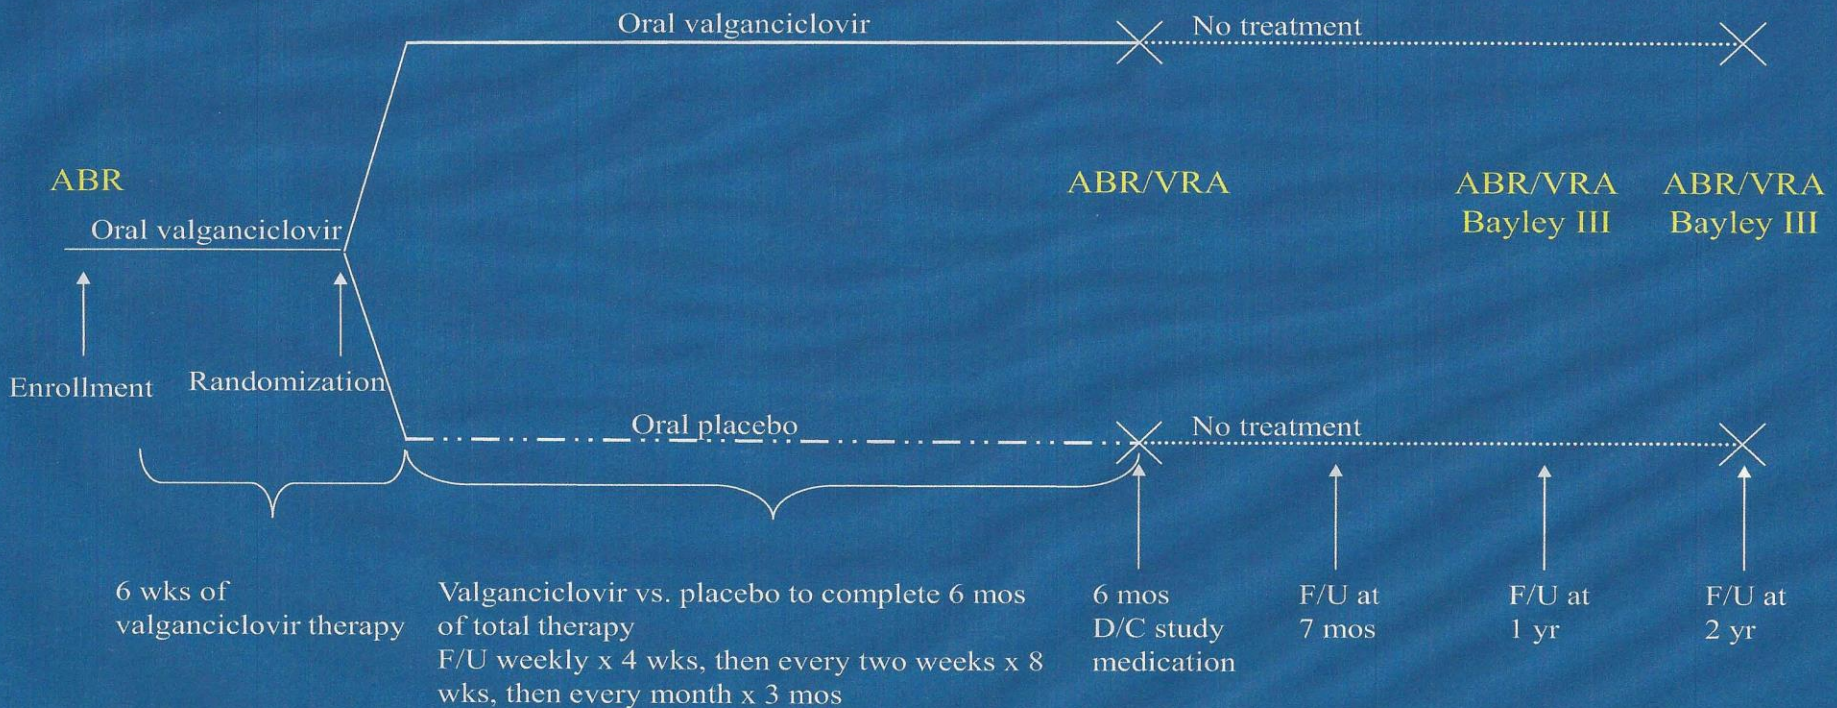 Oral valganciclovir
No treatment
ABR
Oral valganciclovir
ABR/VRA
ABR/VRA
Bayley III
ABR/VRA
Bayley III
Enrollment
Randomization
Oral placebo
No treatment
6 wks of
valganciclovir therapy
Valganciclovir vs. placebo to complete 6 mos
of total therapy
F/U weekly x 4 wks, then every two weeks x 8
wks, then every month x 3 mos
6 mos
D/C study
medication
F/U at
7 mos
F/U at
1 yr
F/U at
2 yr